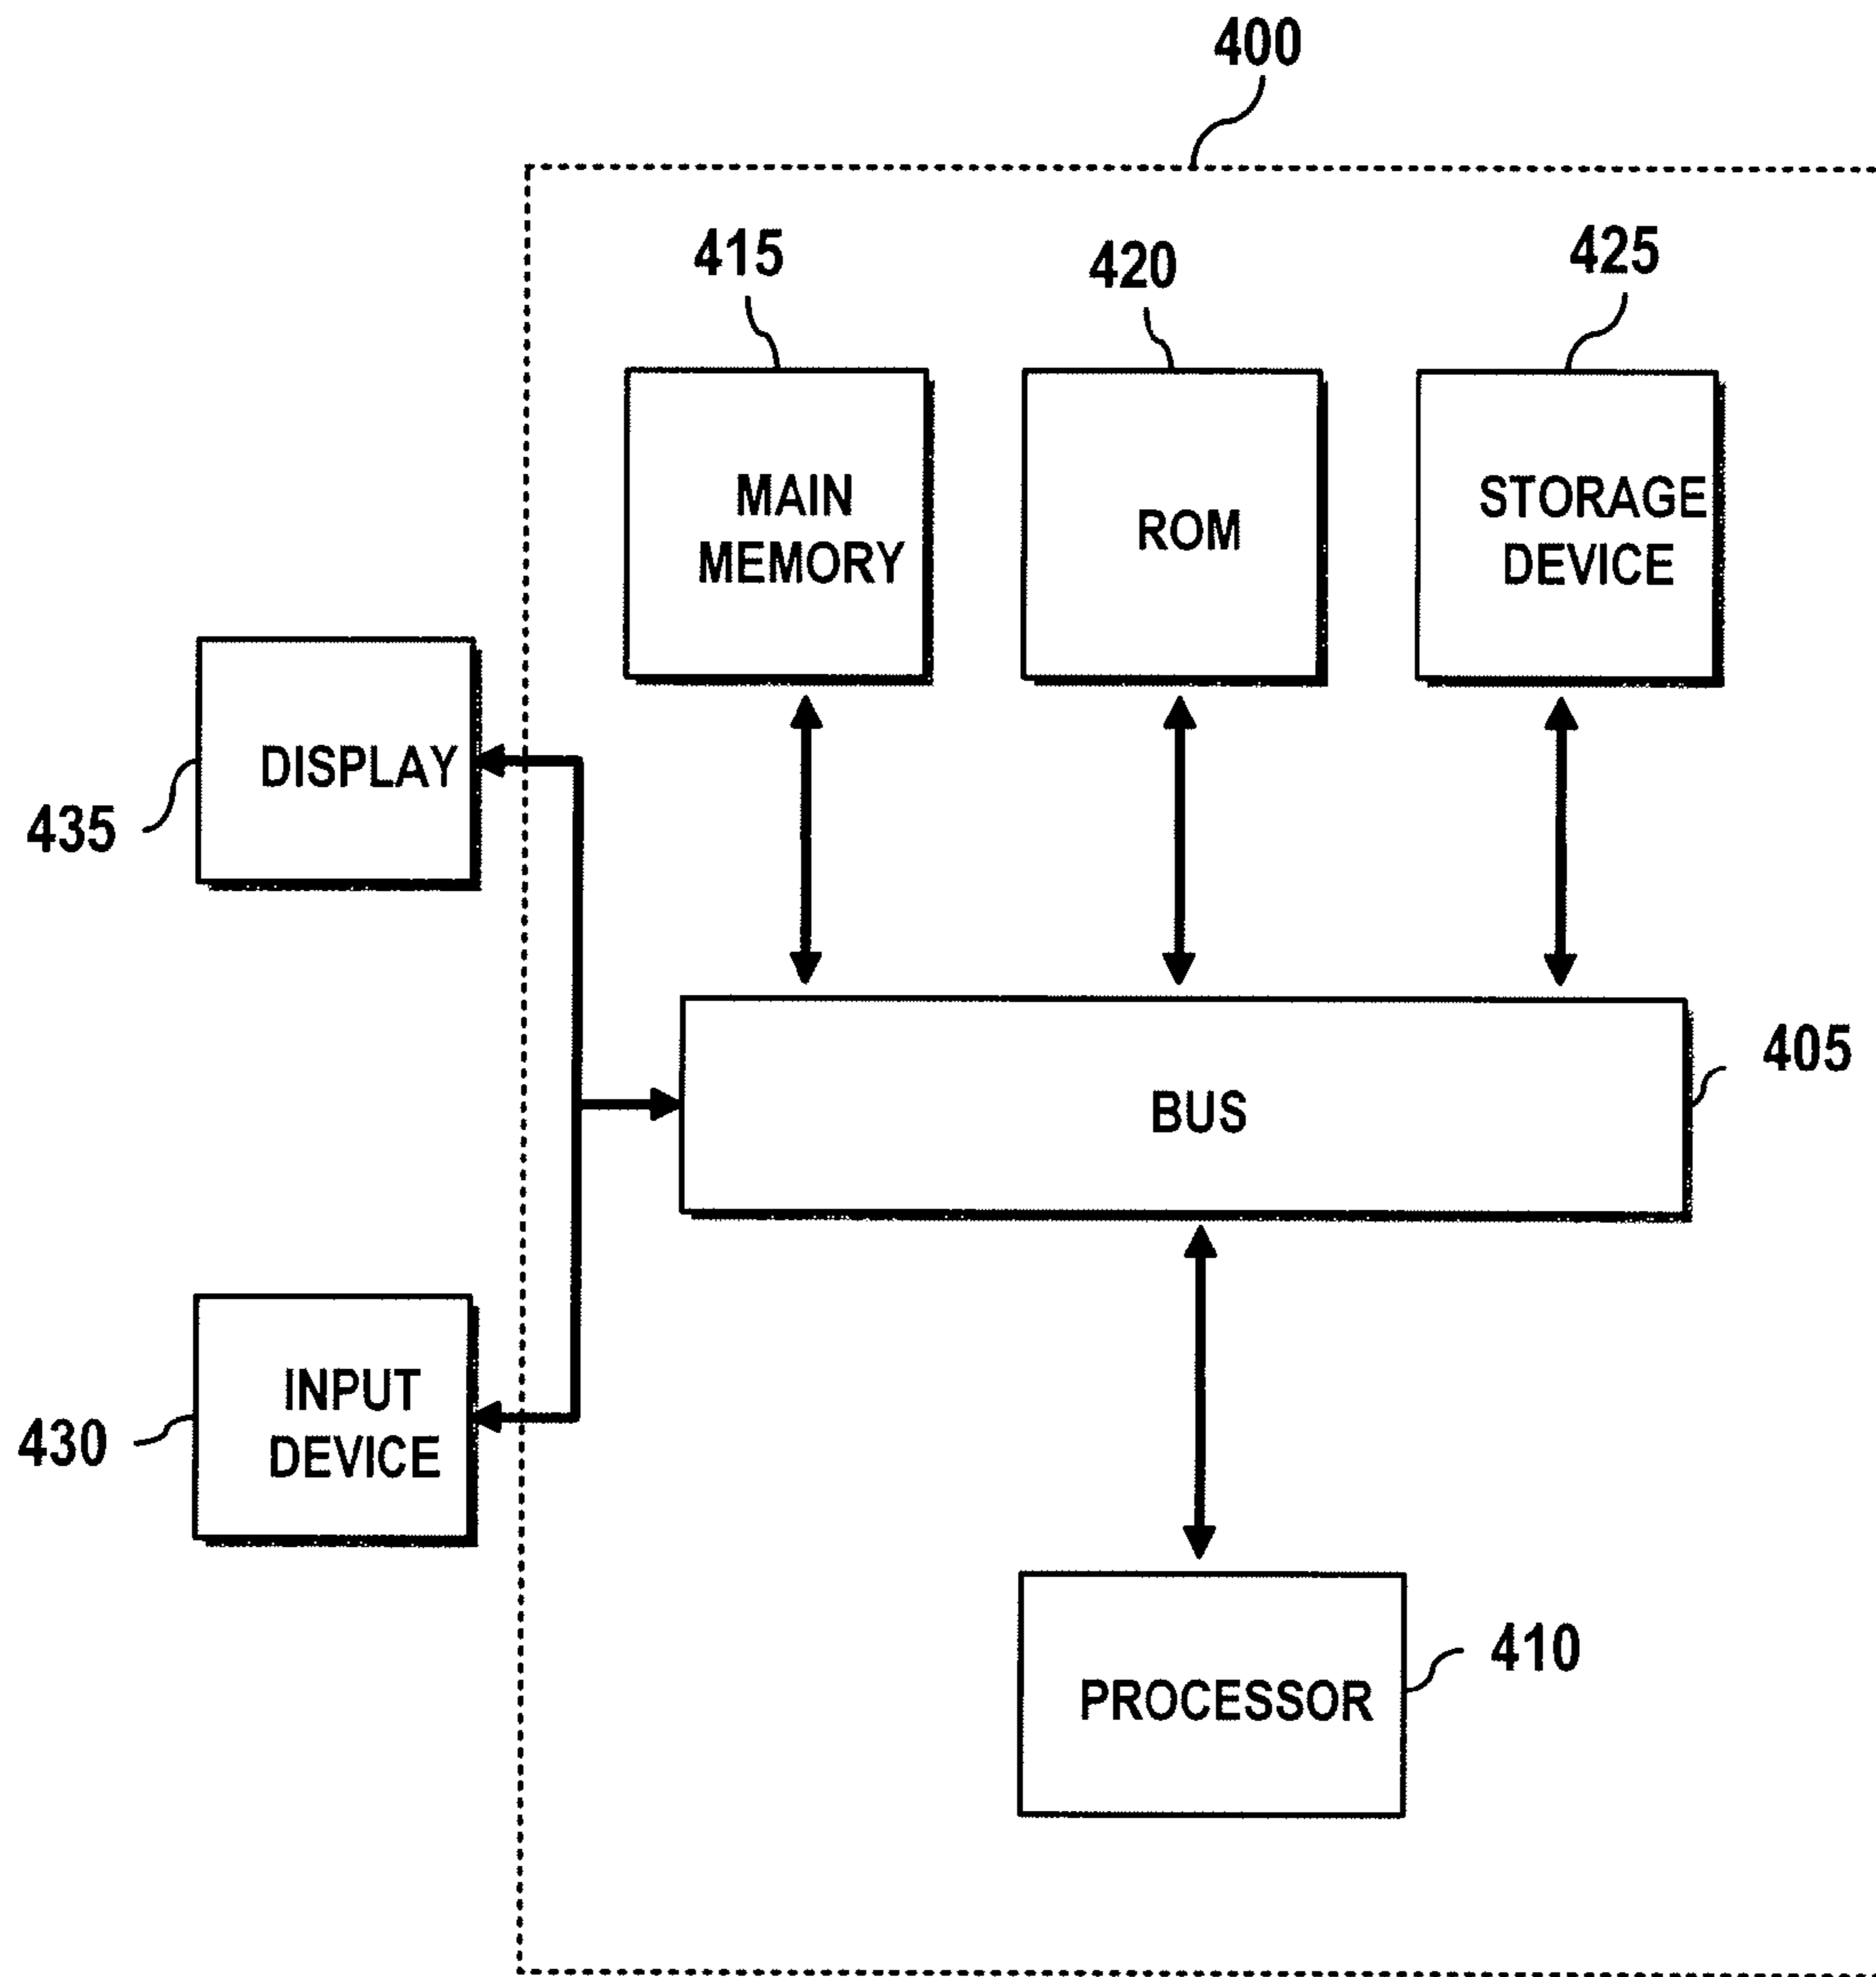 400
415
420
425
MAIN
MEMORY
ROM
STORAGE
DEVICE
DISPLAY
435
BUS
405
INPUT
DEVICE
430
PROCESSOR
410